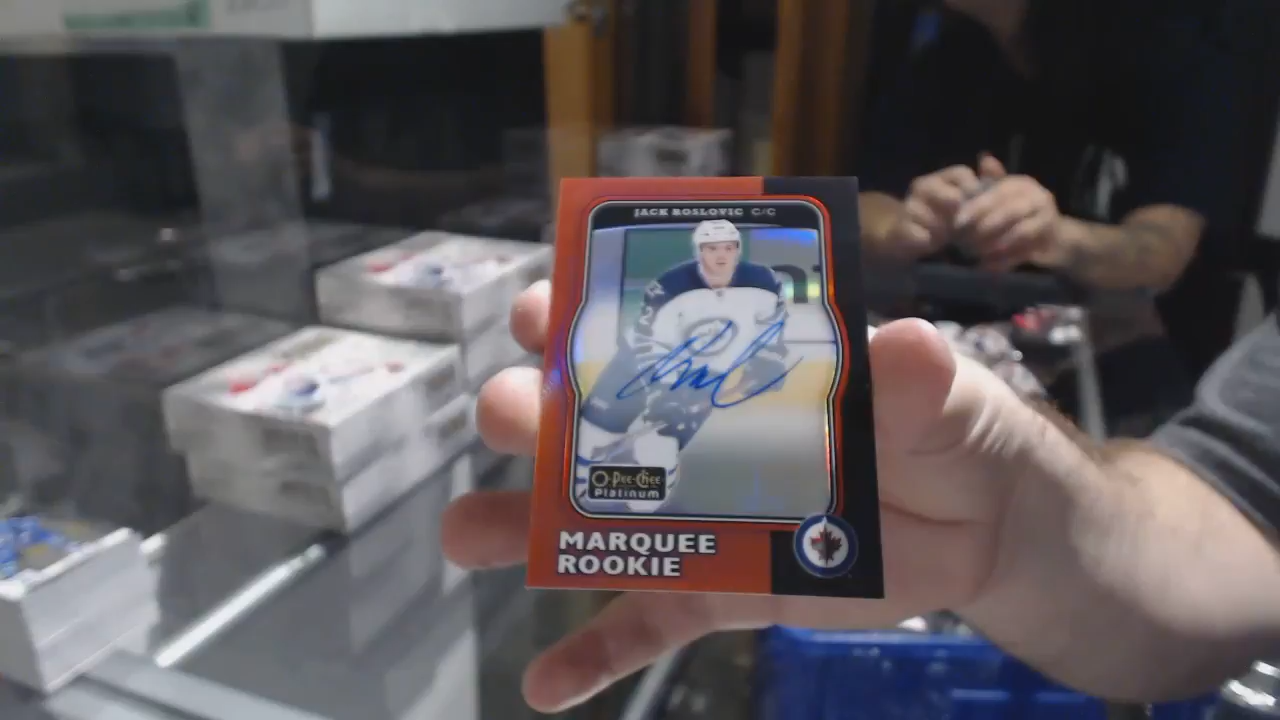 JACK ROSLOVIC C/C
O-Pee-Chee
Platinum
MARQUEE
ROOKIE